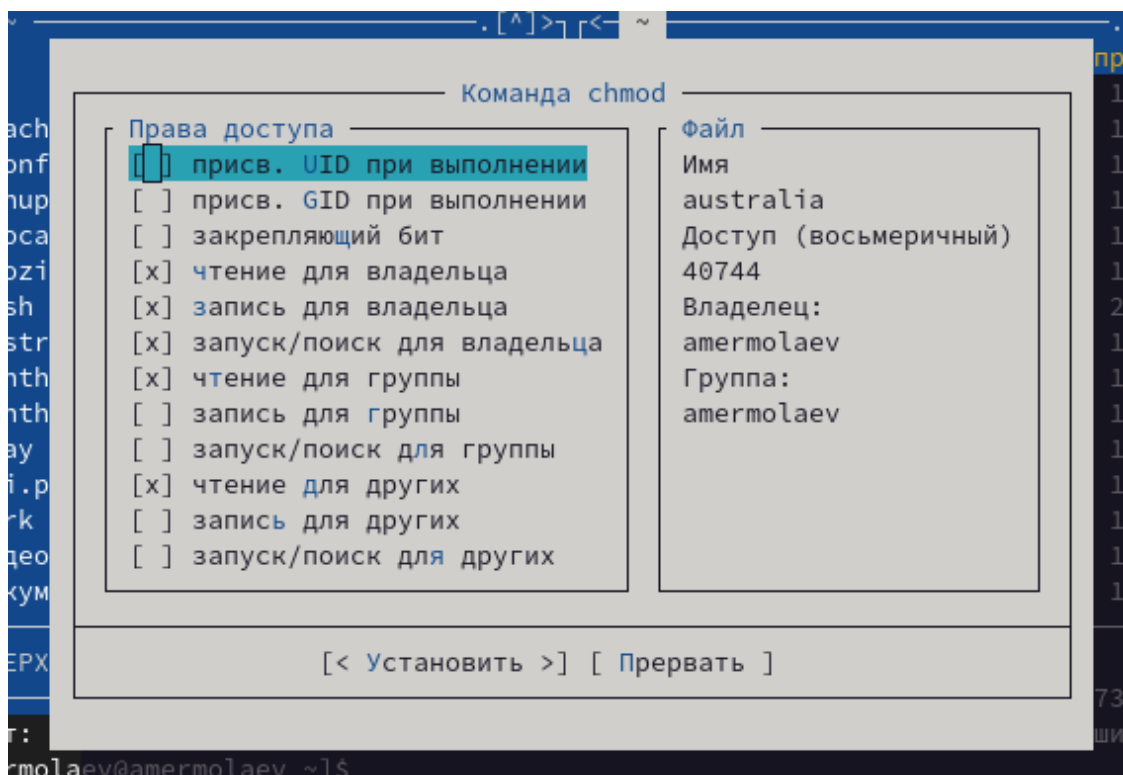 .[^]>┐┌<─ ~
Команда chmod
Права доступа
[ ] присв. UID при выполнении
[ ] присв. GID при выполнении
[ ] закрепляющий бит
[x] чтение для владельца
[x] запись для владельца
[x] запуск/поиск для владельца
[x] чтение для группы
[ ] запись для группы
[ ] запуск/поиск для группы
[x] чтение для других
[ ] запись для других
[ ] запуск/поиск для других
Файл
Имя
australia
Доступ (восьмеричный)
40744
Владелец:
amermolaev
Группа:
amermolaev
[< Установить >] [ Прервать ]
rmolaev@amermolaev ~]$